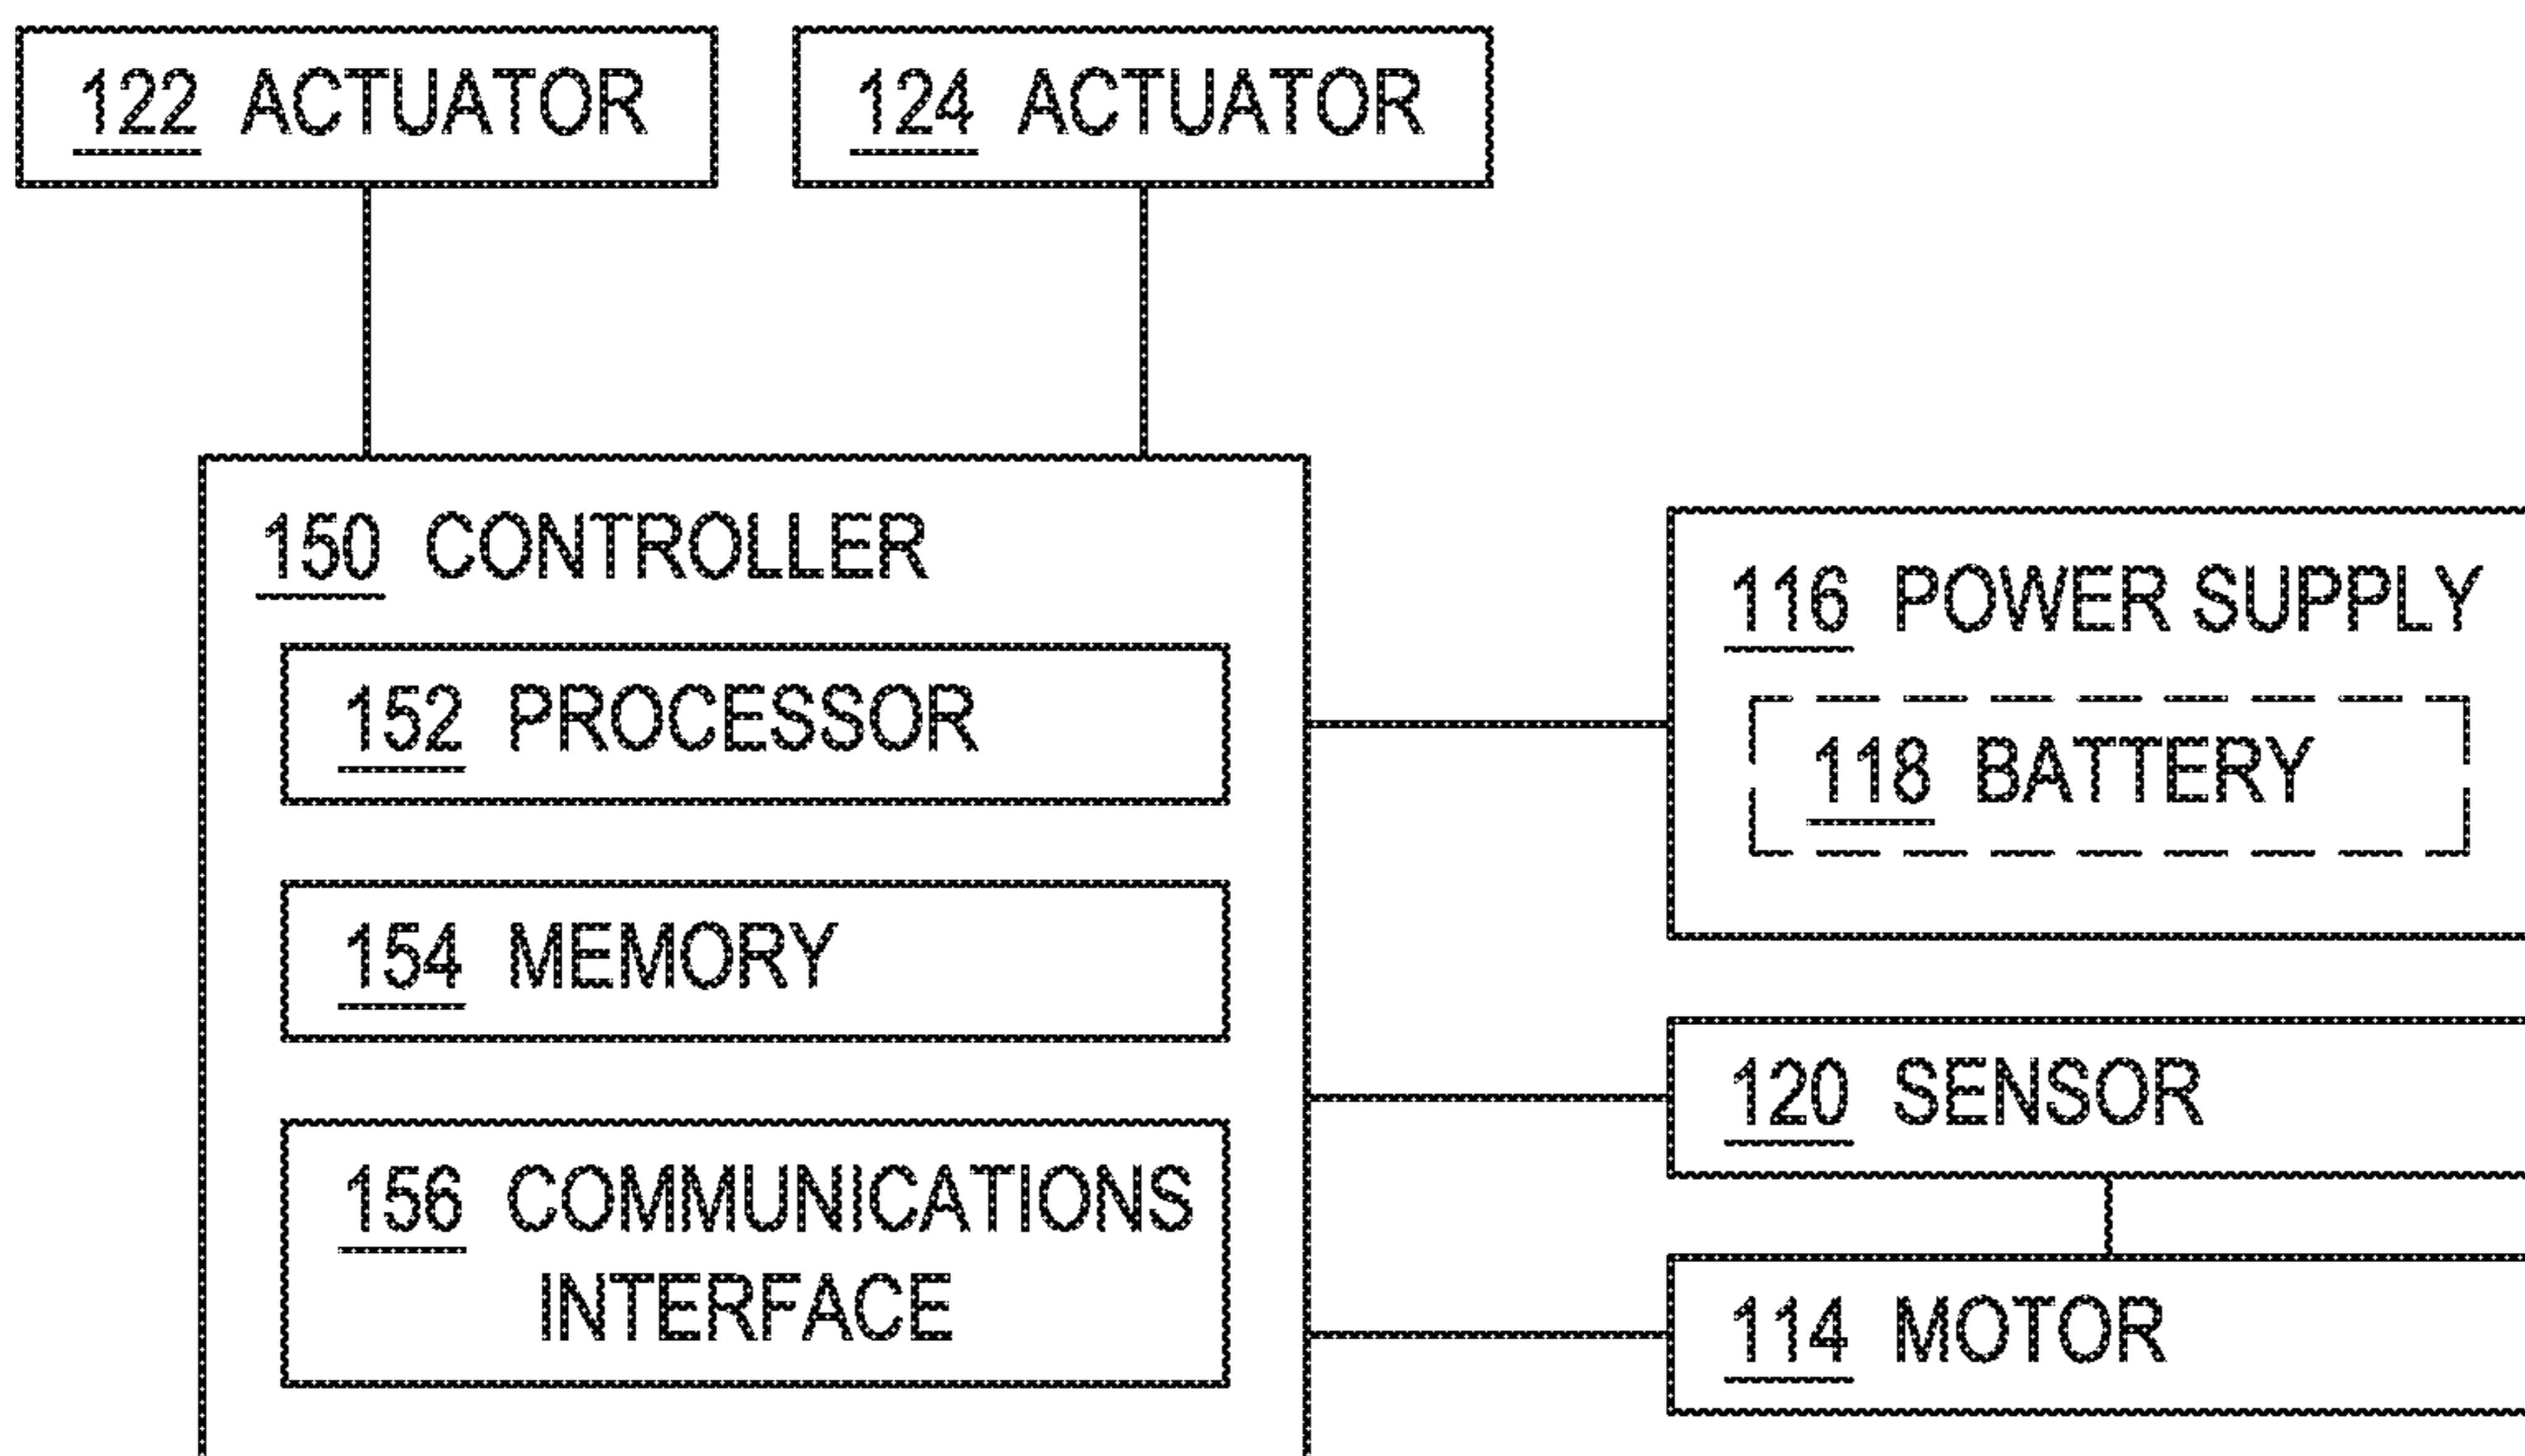 122 ACTUATOR
124 ACTUATOR
150 CONTROLLER
152 PROCESSOR
154 MEMORY
156 COMMUNICATIONS
INTERFACE
116 POWER SUPPLY
118 BATTERY
120 SENSOR
114 MOTOR